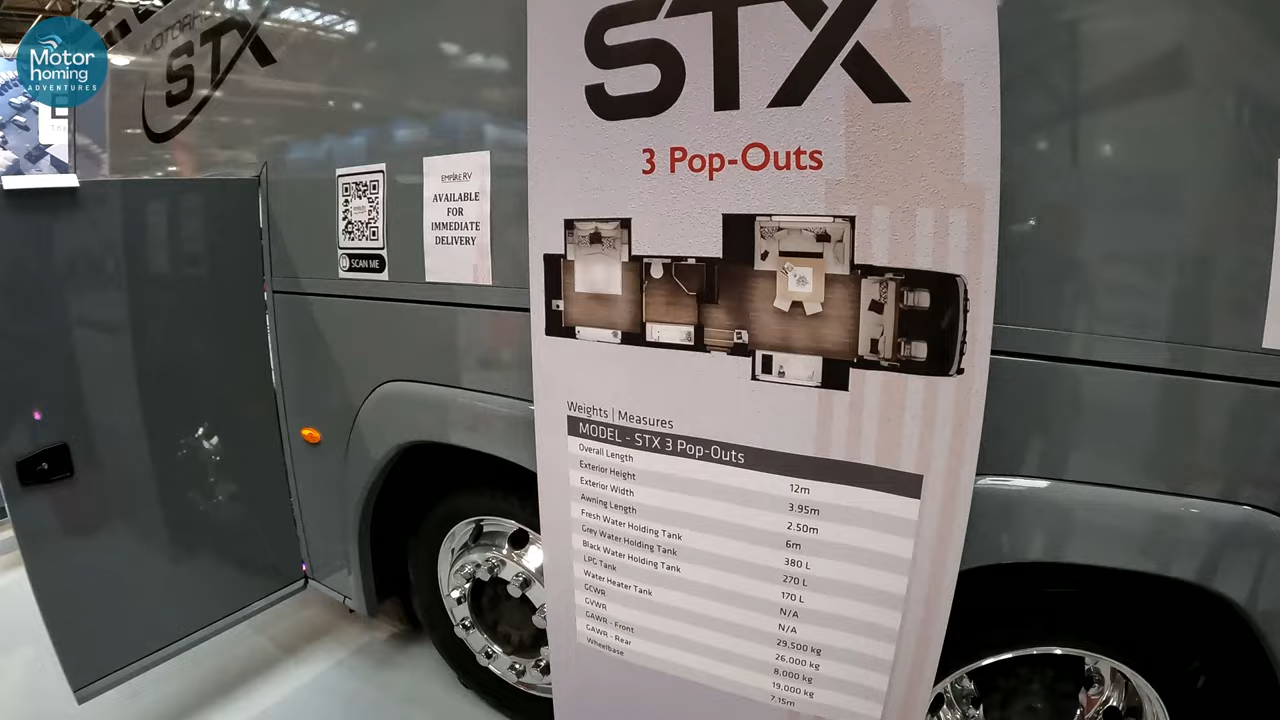 Motor
homing
ADVENTURES
STX
SCAN ME
EMPIRE RV
AVAILABLE
FOR
IMMEDIATE
DELIVERY
STX
3 Pop-Outs
Weights | Measures
MODEL - STX 3 Pop-Outs
Overall Length 12m
Exterior Height 3.95m
Exterior Width 2.50m
Awning Length 6m
Fresh Water Holding Tank 380 L
Grey Water Holding Tank 270 L
Black Water Holding Tank 170 L
LPG Tank N/A
Water Heater Tank N/A
GCWR 29,500 kg
GVWR 26,000 kg
GAWR - Front 8,000 kg
GAWR - Rear 19,000 kg
Wheelbase 7.15m